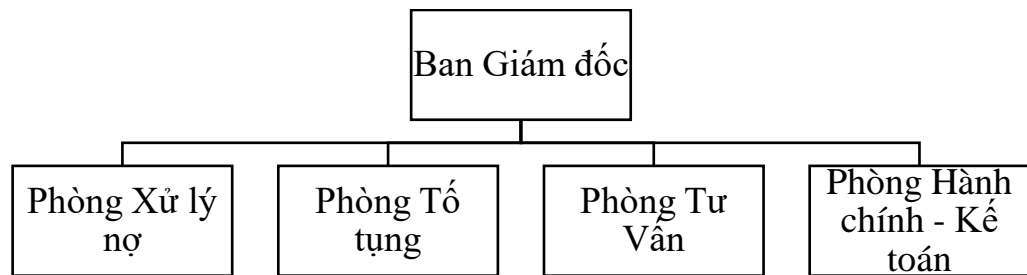 Ban Giám đốc
Phòng Xử lý
nợ
Phòng Tố
tụng
Phòng Tư
Vấn
Phòng Hành
chính - Kế
toán